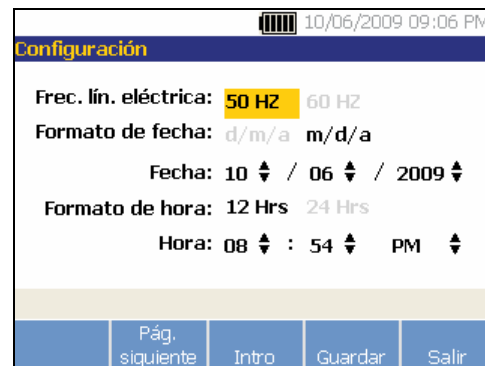 10/06/2009 09:06 PM
Configuración
Frec. lín. eléctrica: 50 HZ 60 HZ
Formato de fecha: d/m/a m/d/a
Fecha: 10 / 06 / 2009
Formato de hora: 12 Hrs 24 Hrs
Hora: 08 : 54 PM
Pág. siguiente
Intro
Guardar
Salir